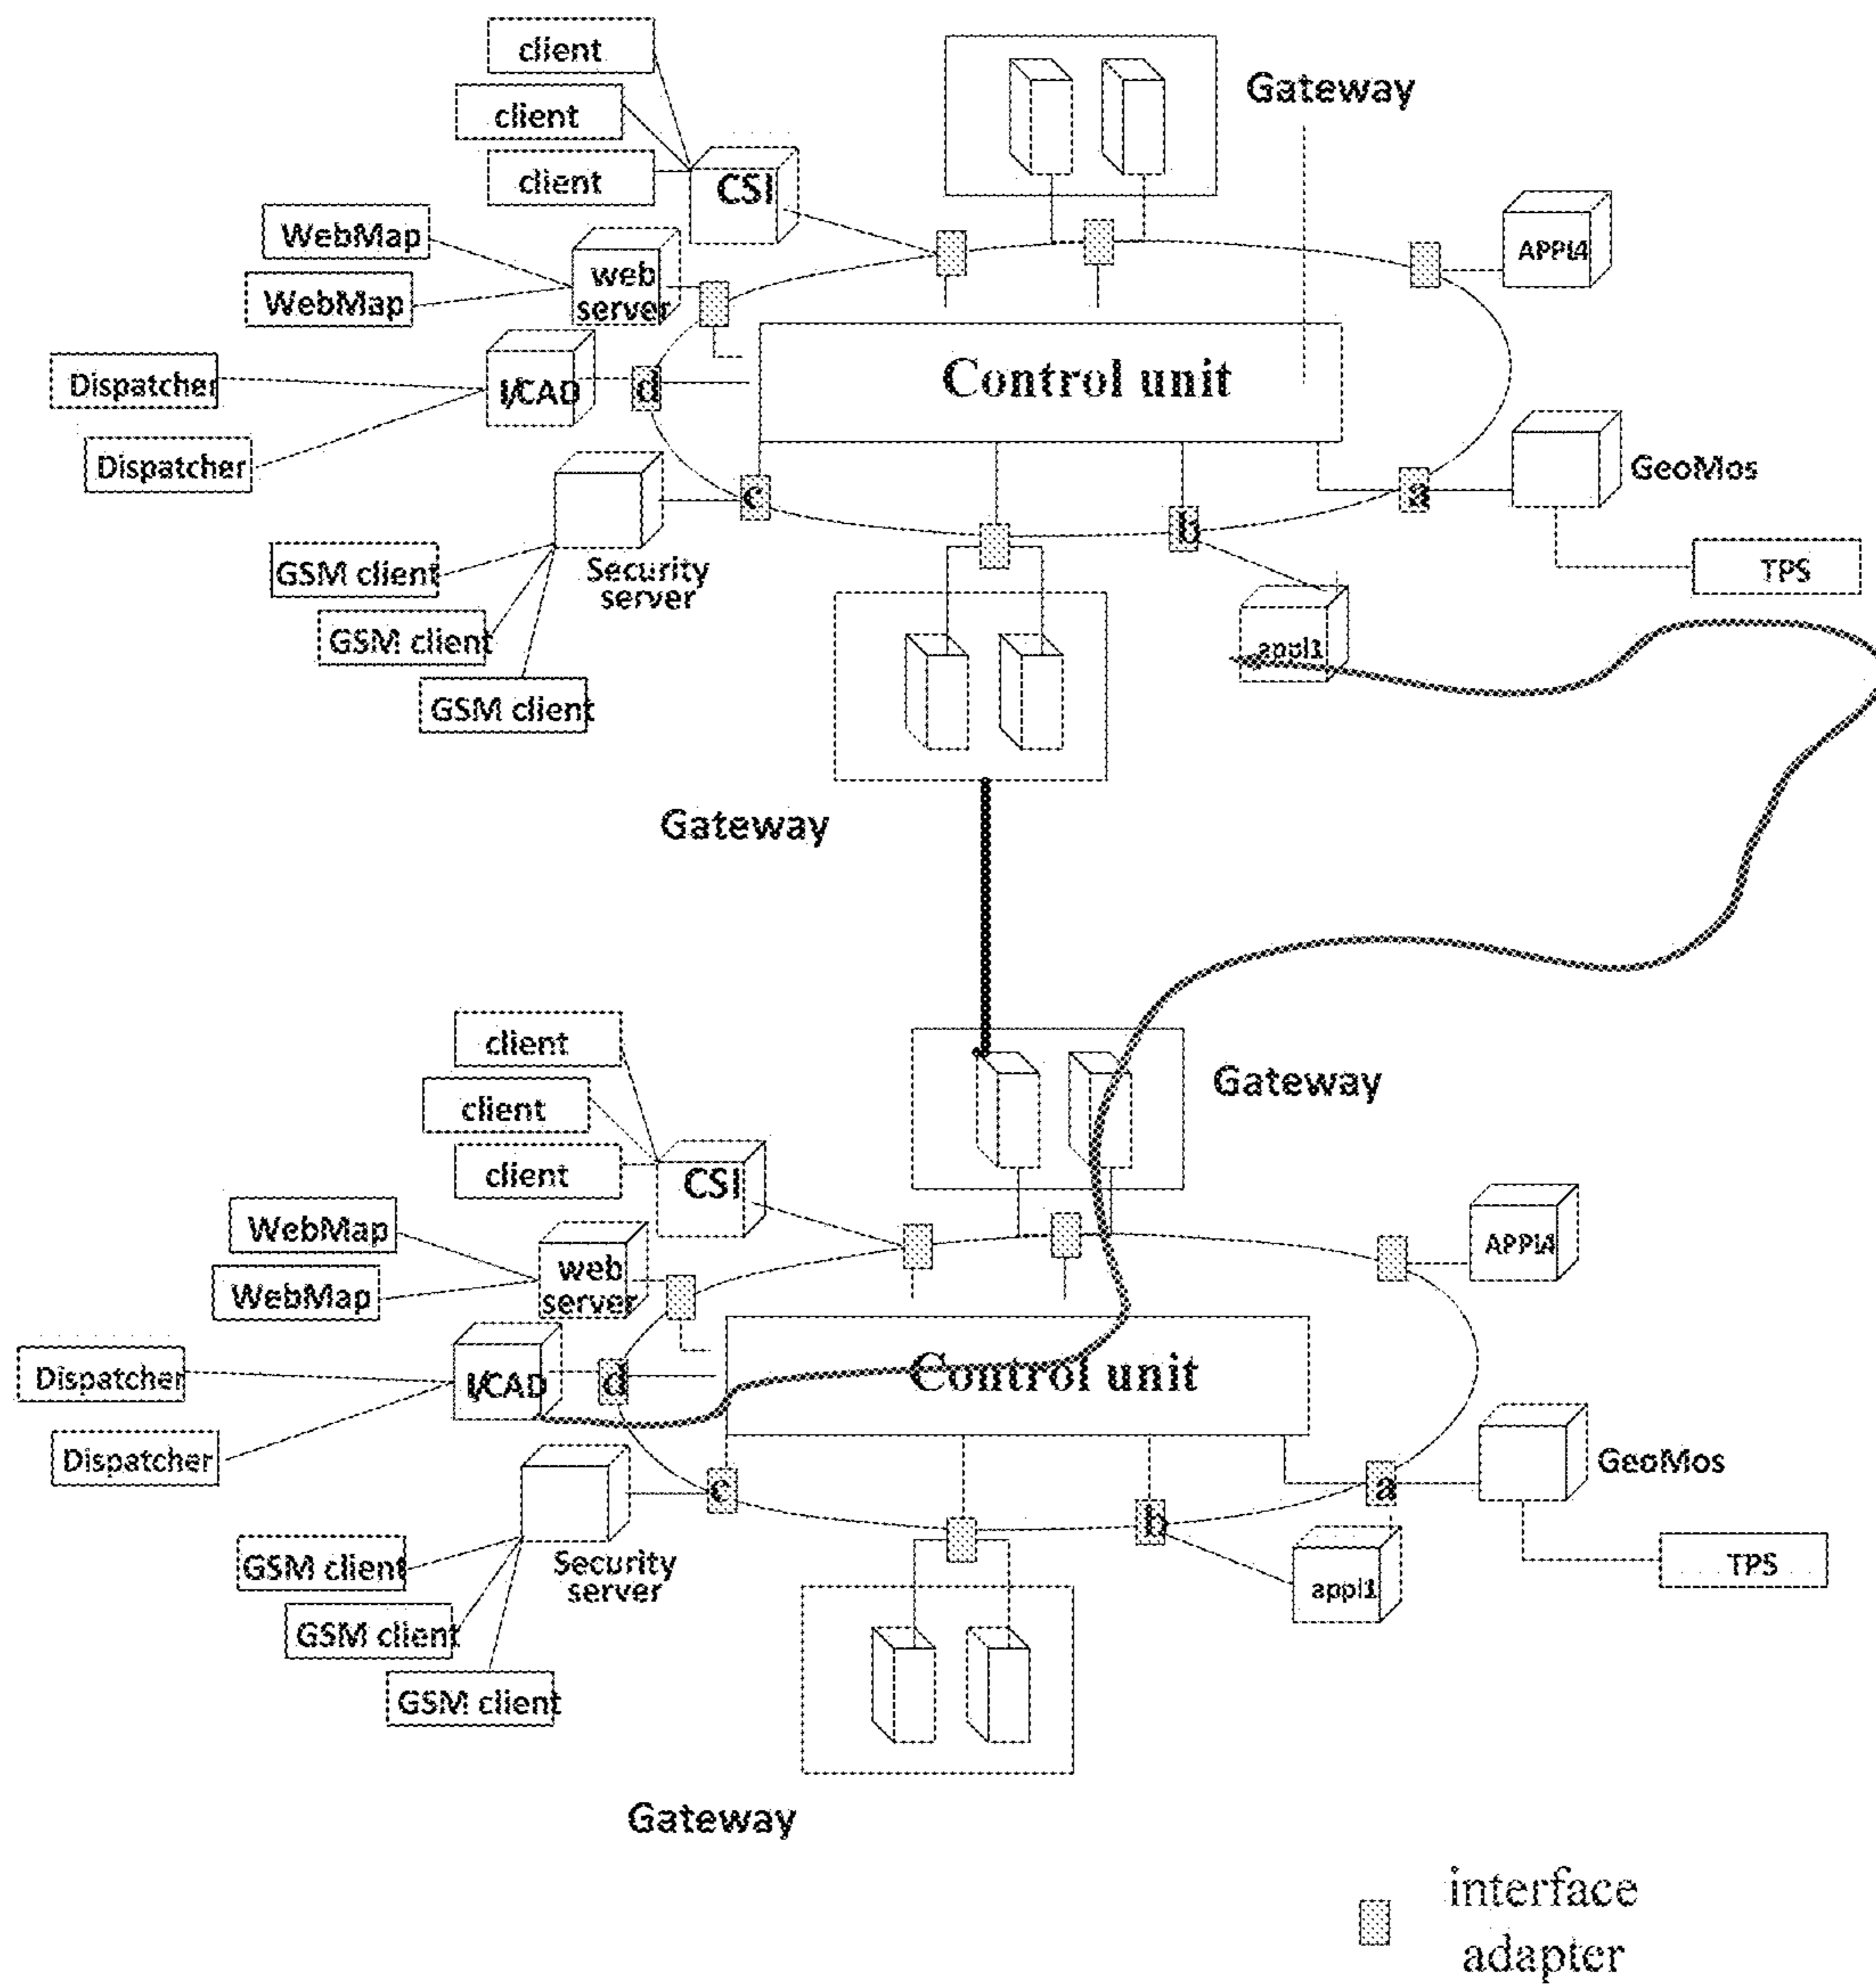 client
Gateway
client
client
CSI
WebMap
WebMap
web
server
APPl4
Dispatcher
I/CAD
d
Control unit
Dispatcher
c
a
GeoMos
b
GSM client
Security
server
TPS
GSM client
appl1
GSM client
Gateway
client
Gateway
client
client
CSI
WebMap
WebMap
web
server
APPl4
Dispatcher
I/CAD
d
Control unit
Dispatcher
c
a
GeoMos
b
GSM client
Security
server
TPS
appl1
GSM client
GSM client
Gateway
interface
adapter